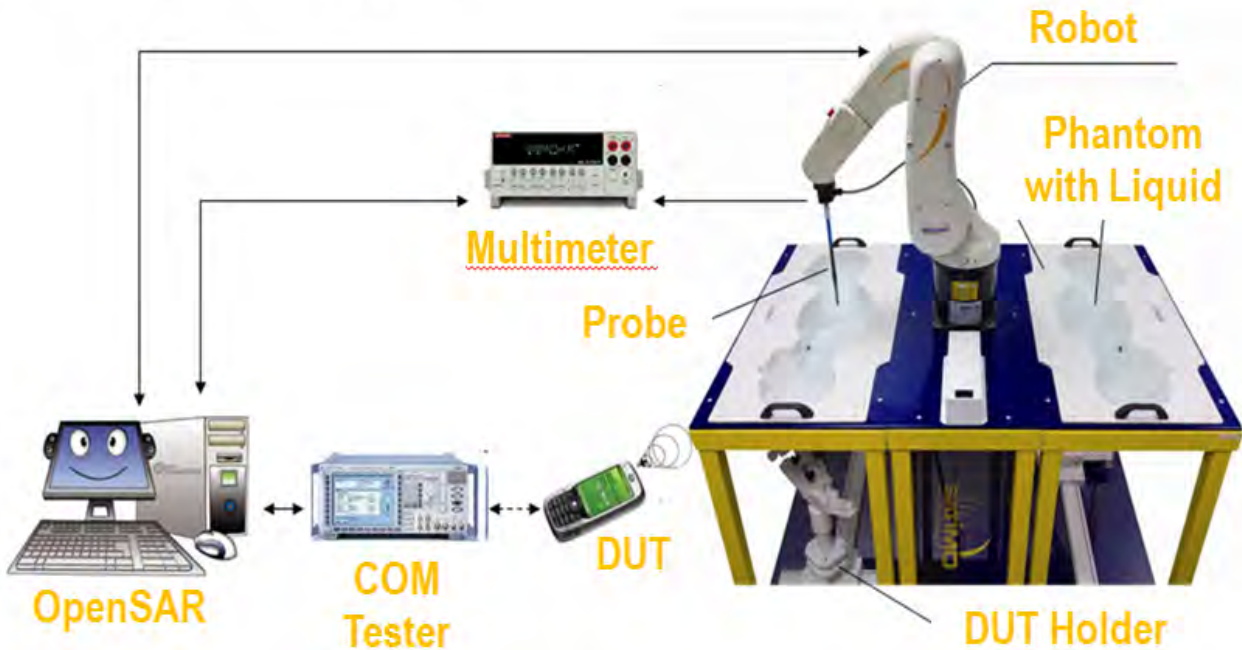 Robot
Phantom
with Liquid
Multimeter
Probe
DUT
COM
Tester
OpenSAR
DUT Holder